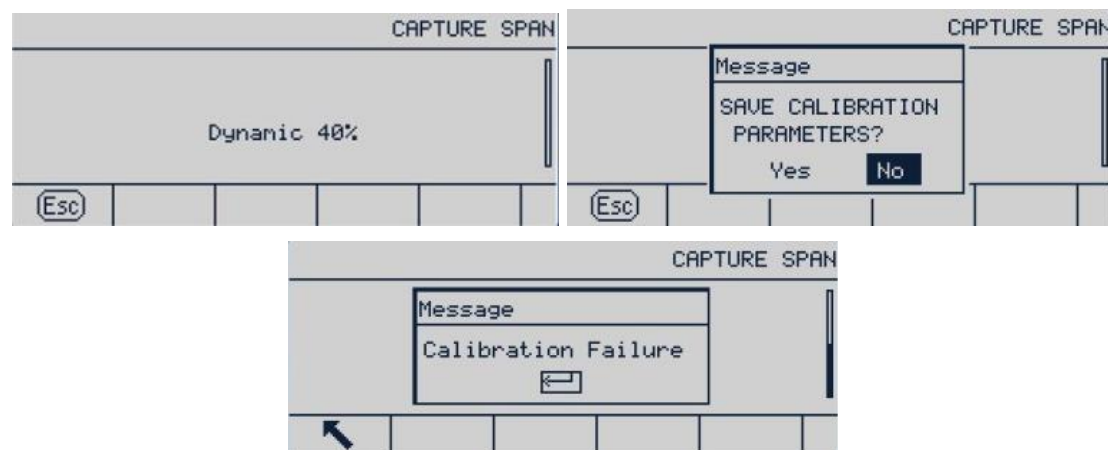 CAPTURE SPAN
Dynamic 40%
Esc
CAPTURE SPAN
Message
SAVE CALIBRATION
PARAMETERS?
Yes No
Esc
CAPTURE SPAN
Message
Calibration Failure